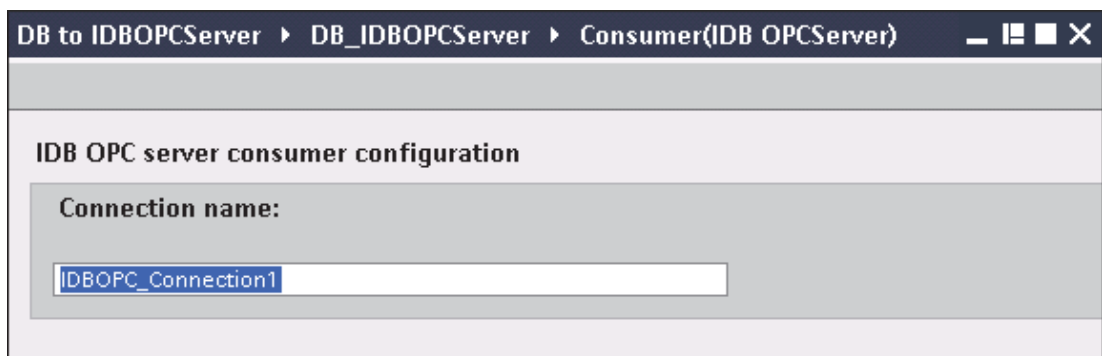 DB to IDBOPCServer ▸ DB_IDBOPCServer ▸ Consumer(IDB OPCServer)
IDB OPC server consumer configuration
Connection name:
IDBOPC_Connection1